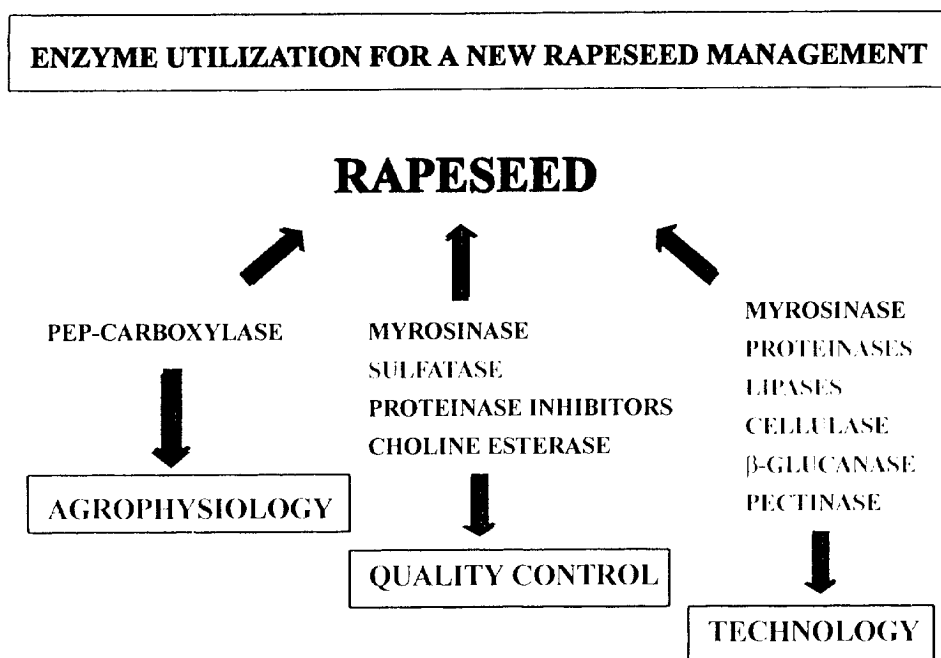 ENZYME UTILIZATION FOR A NEW RAPESEED MANAGEMENT
RAPESEED
PEP-CARBOXYLASE
AGROPHYSIOLOGY
MYROSINASE
SULFATASE
PROTEINASE INHIBITORS
CHOLINE ESTERASE
QUALITY CONTROL
MYROSINASE
PROTEINASES
LIPASES
CELLULASE
β-GLUCANASE
PECTINASE
TECHNOLOGY